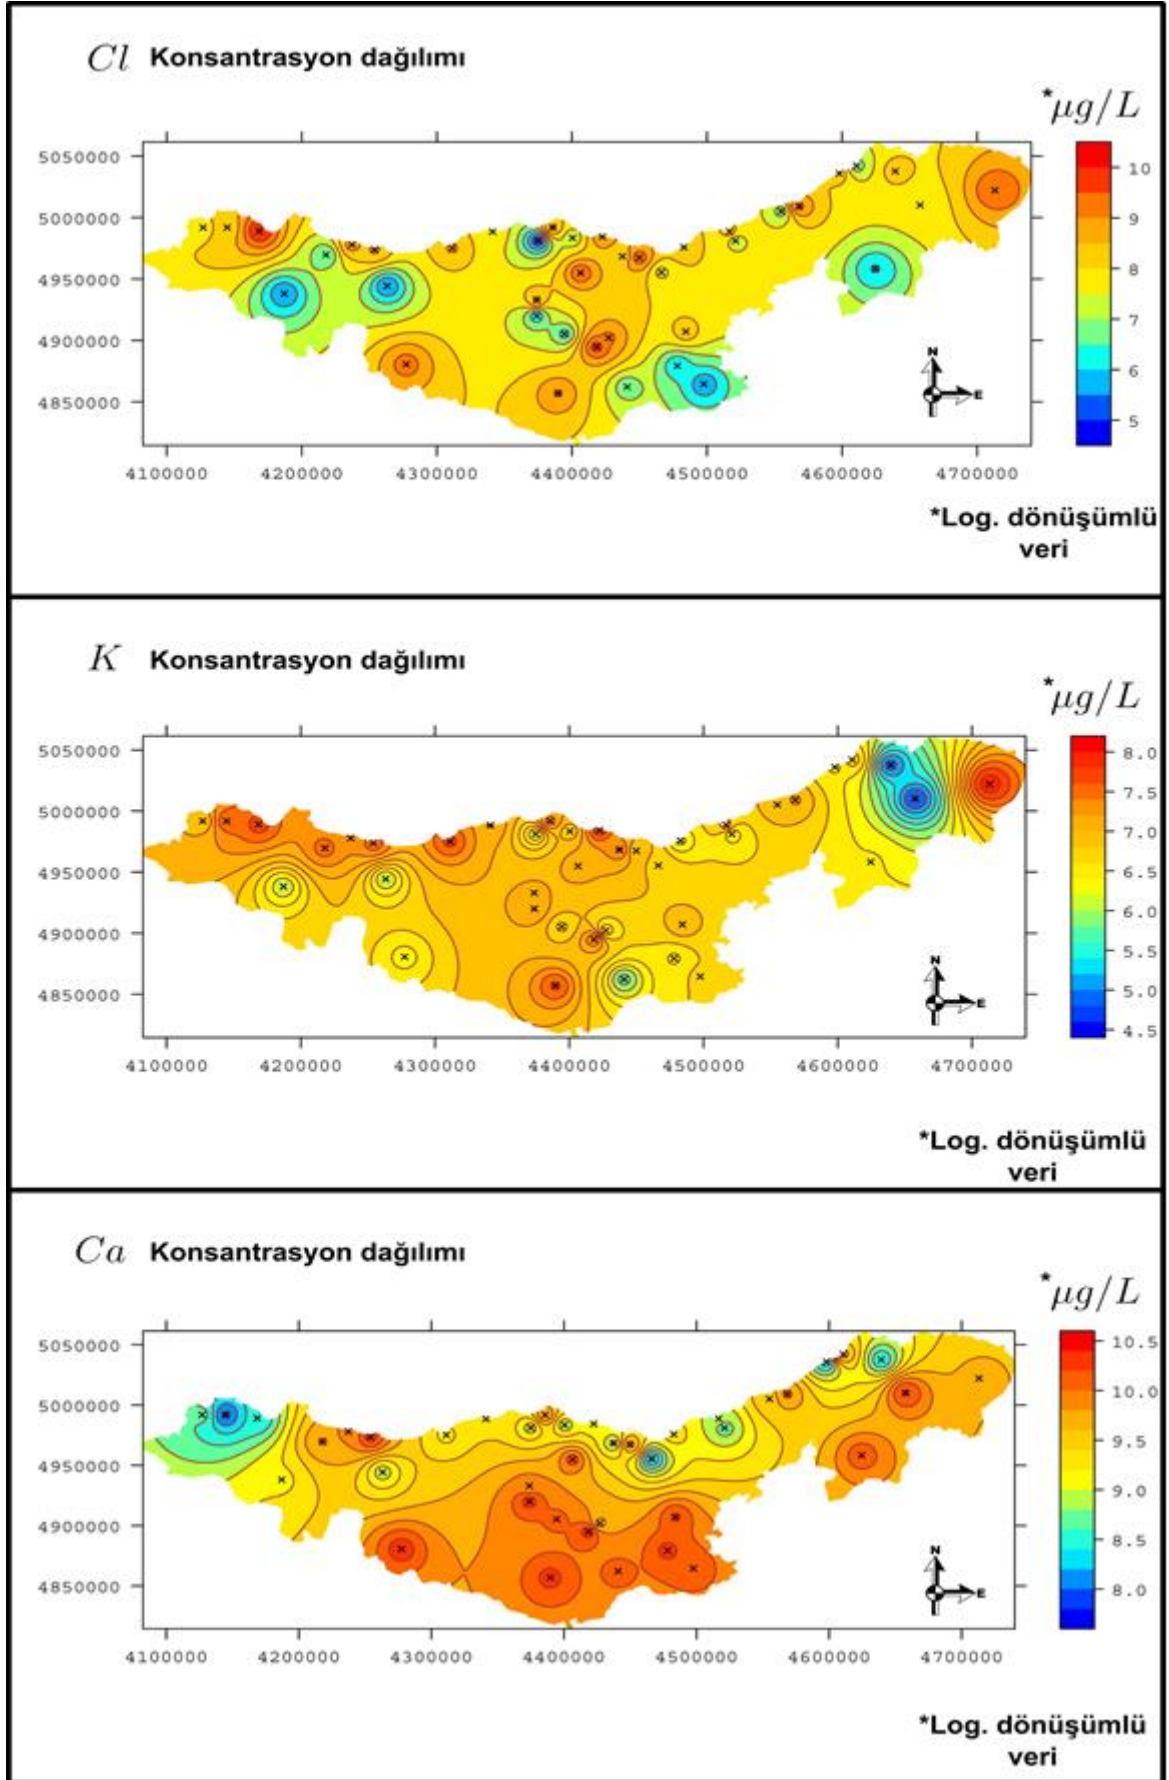 Cl Konsantrasyon dağılımı
*μg/L
5050000
5000000
4950000
4900000
4850000
10
9
8
7
6
5
N
E
4100000 4200000 4300000 4400000 4500000 4600000 4700000
*Log. dönüşümlü
veri
K Konsantrasyon dağılımı
*μg/L
5050000
5000000
4950000
4900000
4850000
8.0
7.5
7.0
6.5
6.0
5.5
5.0
4.5
N
E
4100000 4200000 4300000 4400000 4500000 4600000 4700000
*Log. dönüşümlü
veri
Ca Konsantrasyon dağılımı
*μg/L
5050000
5000000
4950000
4900000
4850000
10.5
10.0
9.5
9.0
8.5
8.0
N
E
4100000 4200000 4300000 4400000 4500000 4600000 4700000
*Log. dönüşümlü
veri